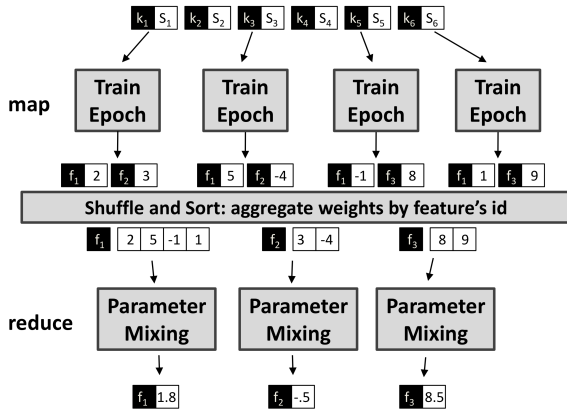 k1 S1 k2 S2 k3 S3 k4 S4 k5 S5 k6 S6
map
Train Epoch
Train Epoch
Train Epoch
Train Epoch
f1 2 f2 3
f1 5 f2 -4
f1 -1 f3 8
f1 1 f3 9
Shuffle and Sort: aggregate weights by feature's id
f1 2 5 -1 1
f2 3 -4
f3 8 9
reduce
Parameter Mixing
Parameter Mixing
Parameter Mixing
f1 1.8
f2 -.5
f3 8.5